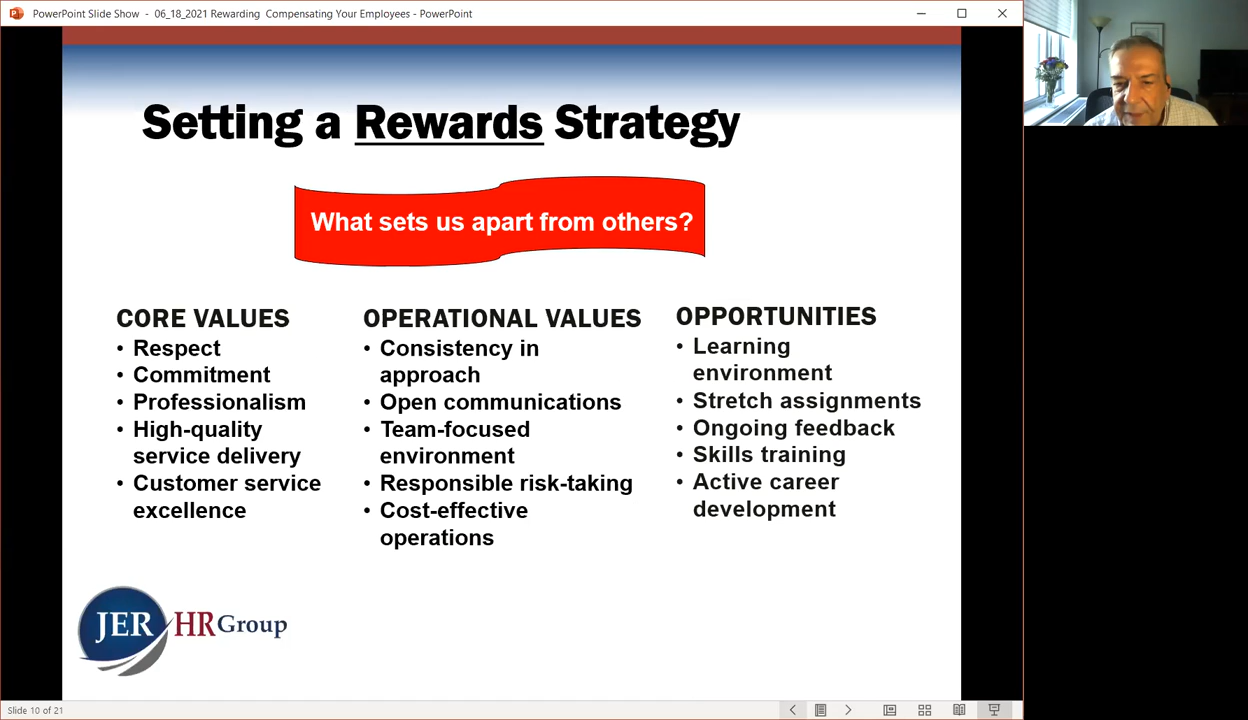 PowerPoint Slide Show - 06_18_2021 Rewarding Compensating Your Employees - PowerPoint
Setting a Rewards Strategy
What sets us apart from others?
CORE VALUES
• Respect
• Commitment
• Professionalism
• High-quality
service delivery
• Customer service
excellence
OPERATIONAL VALUES
• Consistency in
approach
• Open communications
• Team-focused
environment
• Responsible risk-taking
• Cost-effective
operations
OPPORTUNITIES
• Learning
environment
• Stretch assignments
• Ongoing feedback
• Skills training
• Active career
development
JER HRGroup
Slide 10 of 21